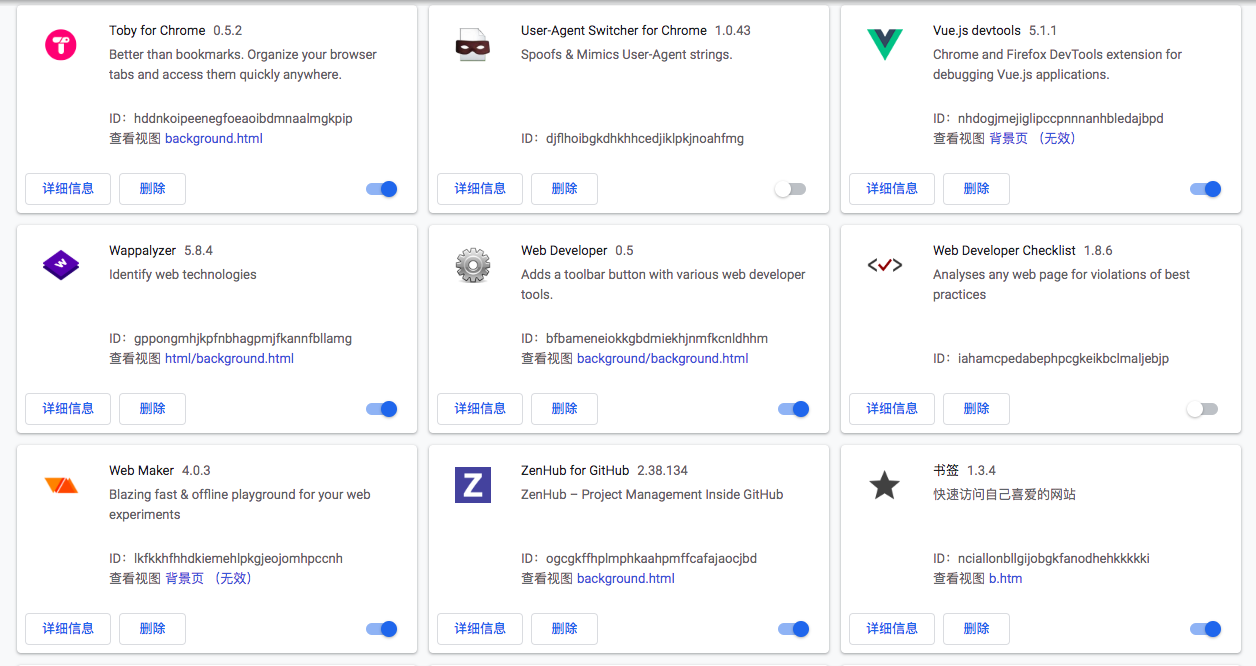 Toby for Chrome 0.5.2
Better than bookmarks. Organize your browser
tabs and access them quickly anywhere.
ID：hddnkoipeenegfoeaoibdmnaalmgkpip
查看视图 background.html
详细信息 删除
User-Agent Switcher for Chrome 1.0.43
Spoofs & Mimics User-Agent strings.
ID：djflhoibgkdhkhhcedjiklpkjnoahfmg
详细信息 删除
Vue.js devtools 5.1.1
Chrome and Firefox DevTools extension for
debugging Vue.js applications.
ID：nhdogjmejiglipccpnnnanhbledajbpd
查看视图 背景页 （无效）
详细信息 删除
Wappalyzer 5.8.4
Identify web technologies
ID：gppongmhjkpfnbhagpmjfkannfbllamg
查看视图 html/background.html
详细信息 删除
Web Developer 0.5
Adds a toolbar button with various web developer
tools.
ID：bfbameneiokkgbdmiekhjnmfkcnldhhm
查看视图 background/background.html
详细信息 删除
Web Developer Checklist 1.8.6
Analyses any web page for violations of best
practices
ID：iahamcpedabephpcgkeikbclmaljebjp
详细信息 删除
Web Maker 4.0.3
Blazing fast & offline playground for your web
experiments
ID：lkfkkhfhhdkiemehlpkgjeojomhpccnh
查看视图 背景页 （无效）
详细信息 删除
Z
ZenHub for GitHub 2.38.134
ZenHub – Project Management Inside GitHub
ID：ogcgkffhplmphkaahpmffcafajaocjbd
查看视图 background.html
详细信息 删除
书签 1.3.4
快速访问自己喜爱的网站
ID：nciallonbllgijobgkfanodhehkkkkki
查看视图 b.htm
详细信息 删除